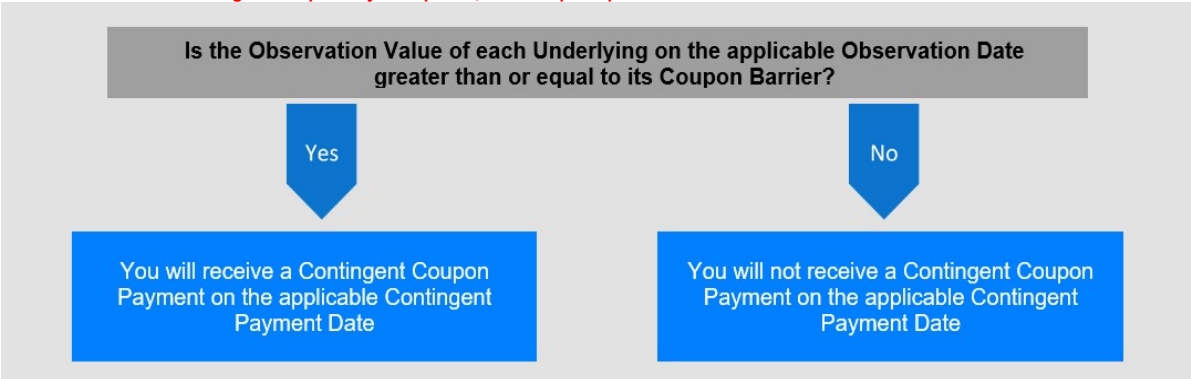 Is the Observation Value of each Underlying on the applicable Observation Date
greater than or equal to its Coupon Barrier?
Yes
No
You will receive a Contingent Coupon
Payment on the applicable Contingent
Payment Date
You will not receive a Contingent Coupon
Payment on the applicable Contingent
Payment Date